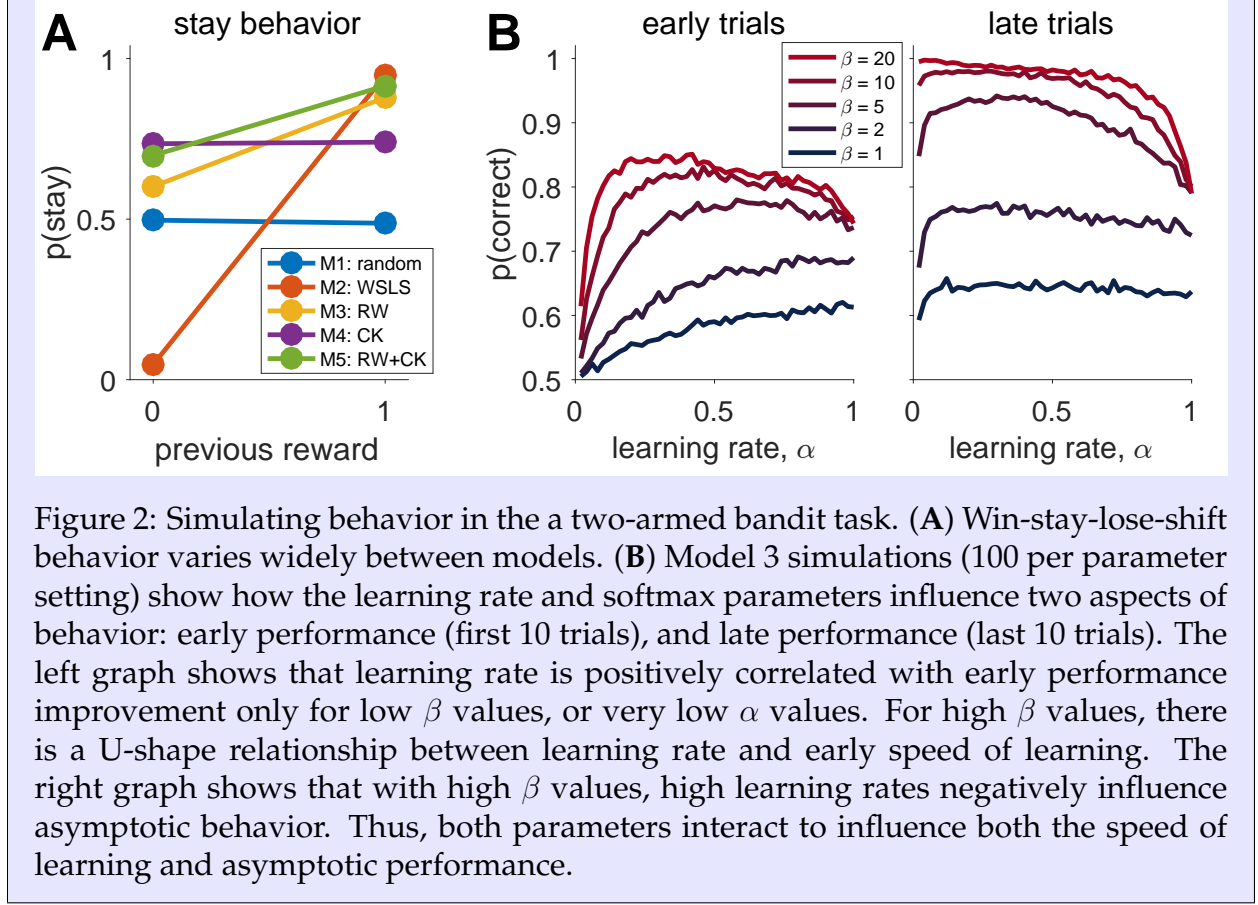 A
stay behavior
1
0.5
0
p(stay)
0
1
previous reward
M1: random
M2: WSLS
M3: RW
M4: CK
M5: RW+CK
B
early trials
1
0.9
0.8
0.7
0.6
0.5
p(correct)
0
0.5
1
learning rate, α
β = 20
β = 10
β = 5
β = 2
β = 1
late trials
0
0.5
1
learning rate, α
Figure 2: Simulating behavior in the a two-armed bandit task. (A) Win-stay-lose-shift
behavior varies widely between models. (B) Model 3 simulations (100 per parameter
setting) show how the learning rate and softmax parameters influence two aspects of
behavior: early performance (first 10 trials), and late performance (last 10 trials). The
left graph shows that learning rate is positively correlated with early performance
improvement only for low β values, or very low α values. For high β values, there
is a U-shape relationship between learning rate and early speed of learning. The
right graph shows that with high β values, high learning rates negatively influence
asymptotic behavior. Thus, both parameters interact to influence both the speed of
learning and asymptotic performance.